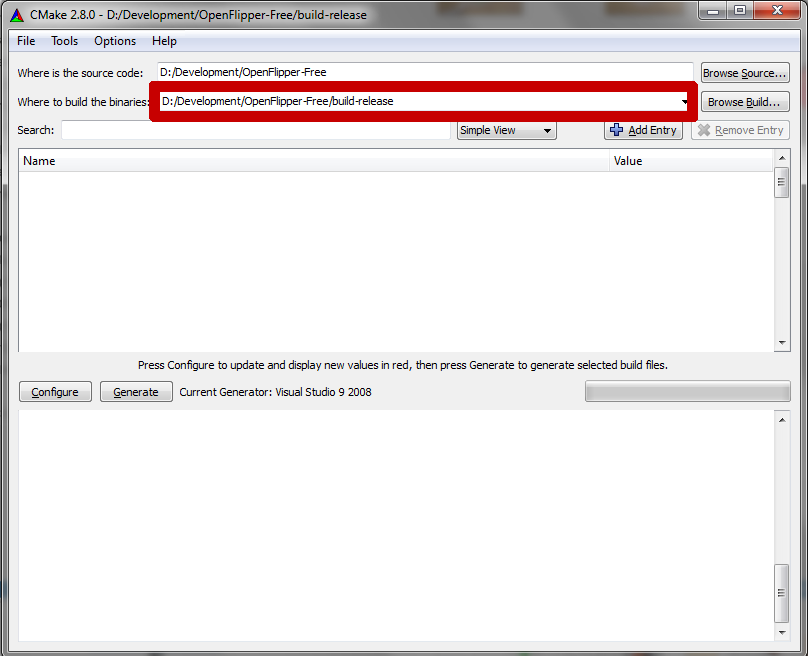 CMake 2.8.0 - D:/Development/OpenFlipper-Free/build-release
File Tools Options Help
Where is the source code: D:/Development/OpenFlipper-Free Browse Source...
Where to build the binaries: D:/Development/OpenFlipper-Free/build-release Browse Build...
Search: Simple View Add Entry Remove Entry
Name Value
Press Configure to update and display new values in red, then press Generate to generate selected build files.
Configure Generate Current Generator: Visual Studio 9 2008